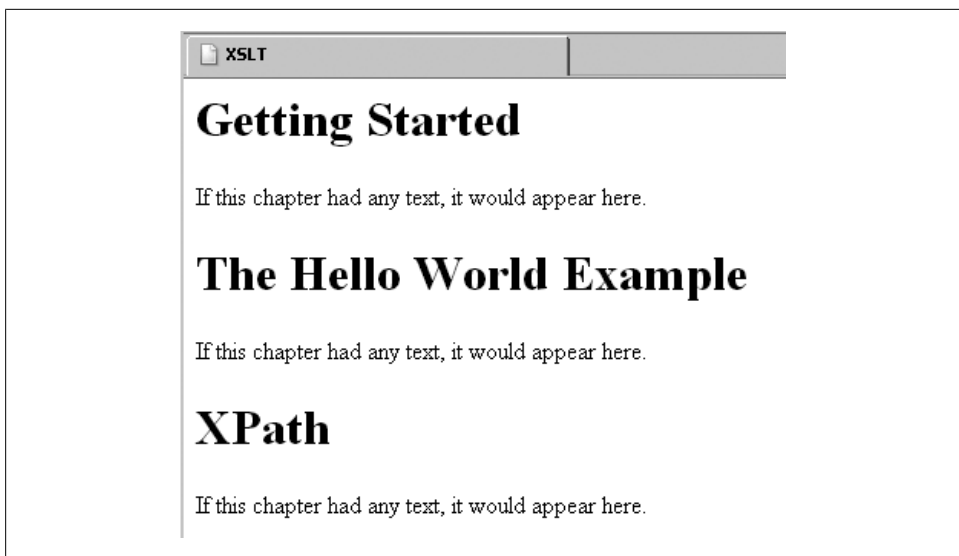 XSLT
Getting Started
If this chapter had any text, it would appear here.
The Hello World Example
If this chapter had any text, it would appear here.
XPath
If this chapter had any text, it would appear here.